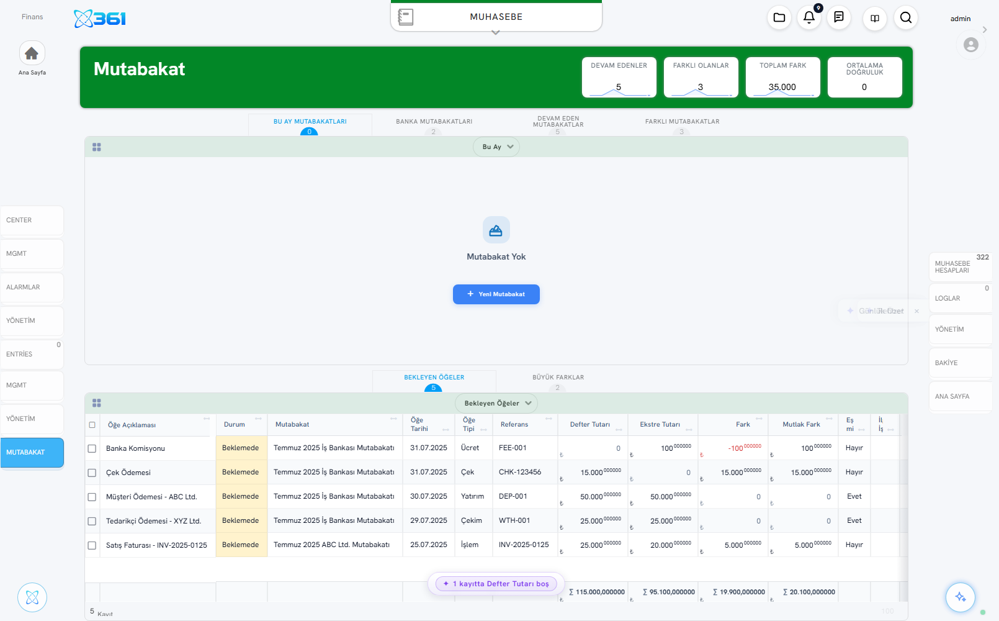 Finans
361
MUHASEBE
9
admin
Ana Sayfa
Mutabakat
DEVAM EDENLER
5
FARKLI OLANLAR
3
TOPLAM FARK
35.000
ORTALAMA
DOĞRULUK
0
BU AY MUTABAKATLARI
0
BANKA MUTABAKATLARI
2
DEVAM EDEN
MUTABAKATLAR
5
FARKLI MUTABAKATLAR
3
Bu Ay
Mutabakat Yok
+ Yeni Mutabakat
CENTER
MGMT
ALARMLAR
YÖNETİM
ENTRİES
0
MGMT
YÖNETİM
MUTABAKAT
322
MUHASEBE
HESAPLARI
0
LOGLAR
YÖNETİM
BAKİYE
ANA SAYFA
BEKLEYEN ÖĞELER
5
BÜYÜK FARKLAR
2
Bekleyen Öğeler
Öğe Açıklaması Durum Mutabakat Öğe Tarihi Öğe Tipi Referans Defter Tutarı Ekstre Tutarı Fark Mutlak Fark Eş mi
Banka Komisyonu Beklemede Temmuz 2025 İş Bankası Mutabakatı 31.07.2025 Ücret FEE-001 ₺ 0 ₺ 100 000000 ₺ -100 000000 ₺ 100 000000 Hayır
Çek Ödemesi Beklemede Temmuz 2025 İş Bankası Mutabakatı 31.07.2025 Çek CHK-123456 ₺ 15.000 000000 ₺ 0 ₺ 15.000 000000 ₺ 15.000 000000 Hayır
Müşteri Ödemesi - ABC Ltd. Beklemede Temmuz 2025 İş Bankası Mutabakatı 30.07.2025 Yatırım DEP-001 ₺ 50.000 000000 ₺ 50.000 000000 ₺ 0 ₺ 0 Evet
Tedarikçi Ödemesi - XYZ Ltd. Beklemede Temmuz 2025 İş Bankası Mutabakatı 29.07.2025 Çekim WTH-001 ₺ 25.000 000000 ₺ 25.000 000000 ₺ 0 ₺ 0 Evet
Satış Faturası - INV-2025-0125 Beklemede Temmuz 2025 ABC Ltd. Mutabakatı 25.07.2025 İşlem INV-2025-0125 ₺ 25.000 000000 ₺ 20.000 000000 ₺ 5.000 000000 ₺ 5.000 000000 Hayır
1 kayıtta Defter Tutarı boş
₺ ∑ 115.000,000000 ₺ ∑ 95.100,000000 ₺ ∑ 19.900,000000 ₺ ∑ 20.100,000000
5 Kayıt
100